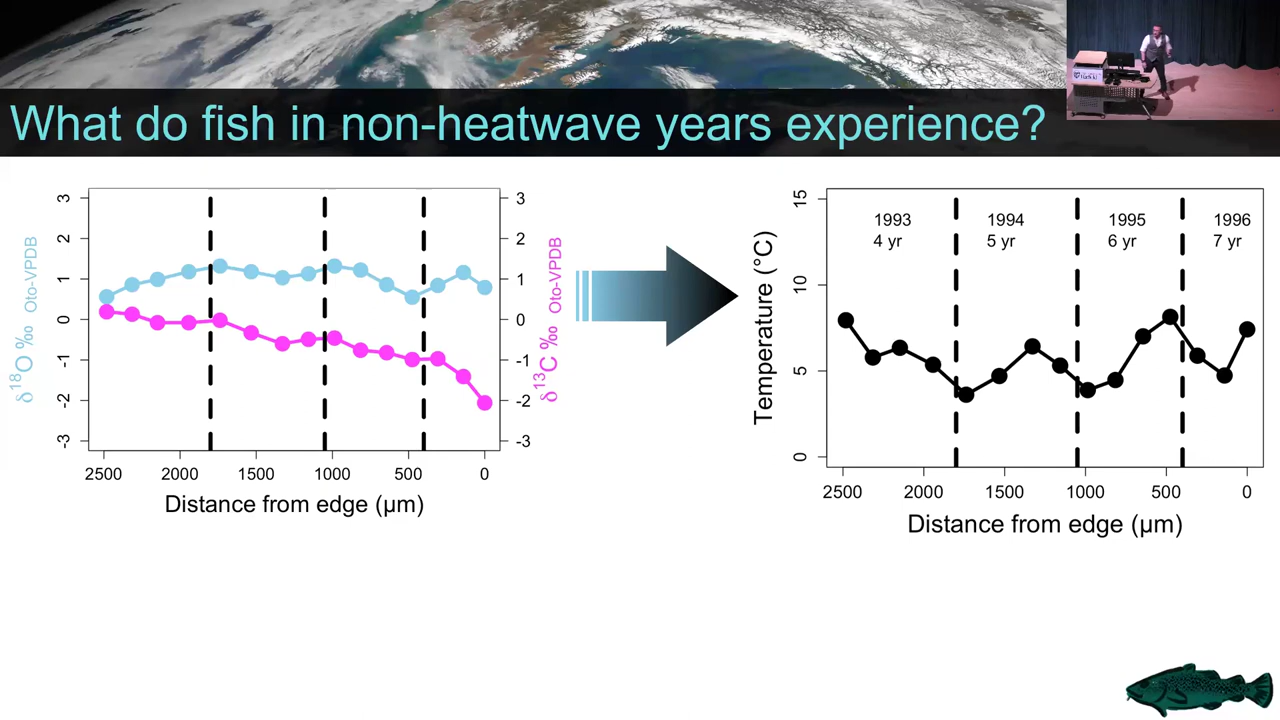 What do fish in non-heatwave years experience?
3
2
1
0
-1
-2
-3
δ18O ‰ Oto-VPDB
3
2
1
0
-1
-2
-3
δ13C ‰ Oto-VPDB
2500 2000 1500 1000 500 0
Distance from edge (µm)
15
10
5
0
Temperature (°C)
1993
4 yr
1994
5 yr
1995
6 yr
1996
7 yr
2500 2000 1500 1000 500 0
Distance from edge (µm)